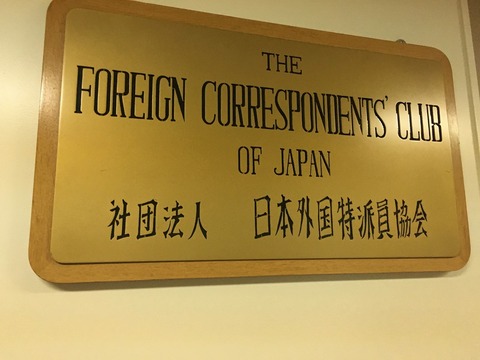 THE
FOREIGN CORRESPONDENTS' CLUB
OF JAPAN
社団法人 日本外国特派員協会